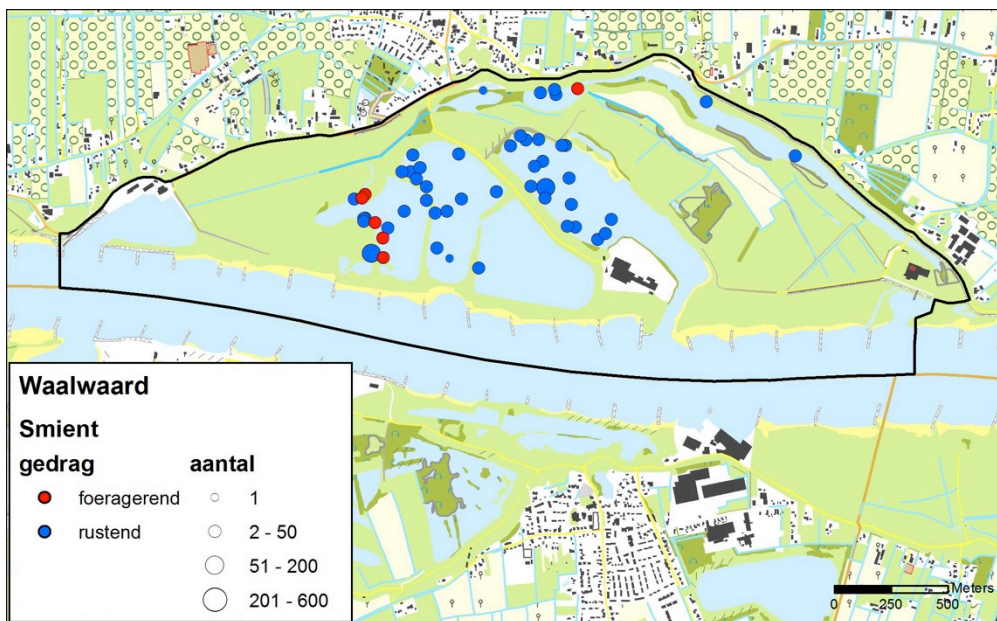 Waalwaard
Smient
gedrag aantal
foeragerend 1
rustend 2 - 50
51 - 200
201 - 600
Meters
0 250 500